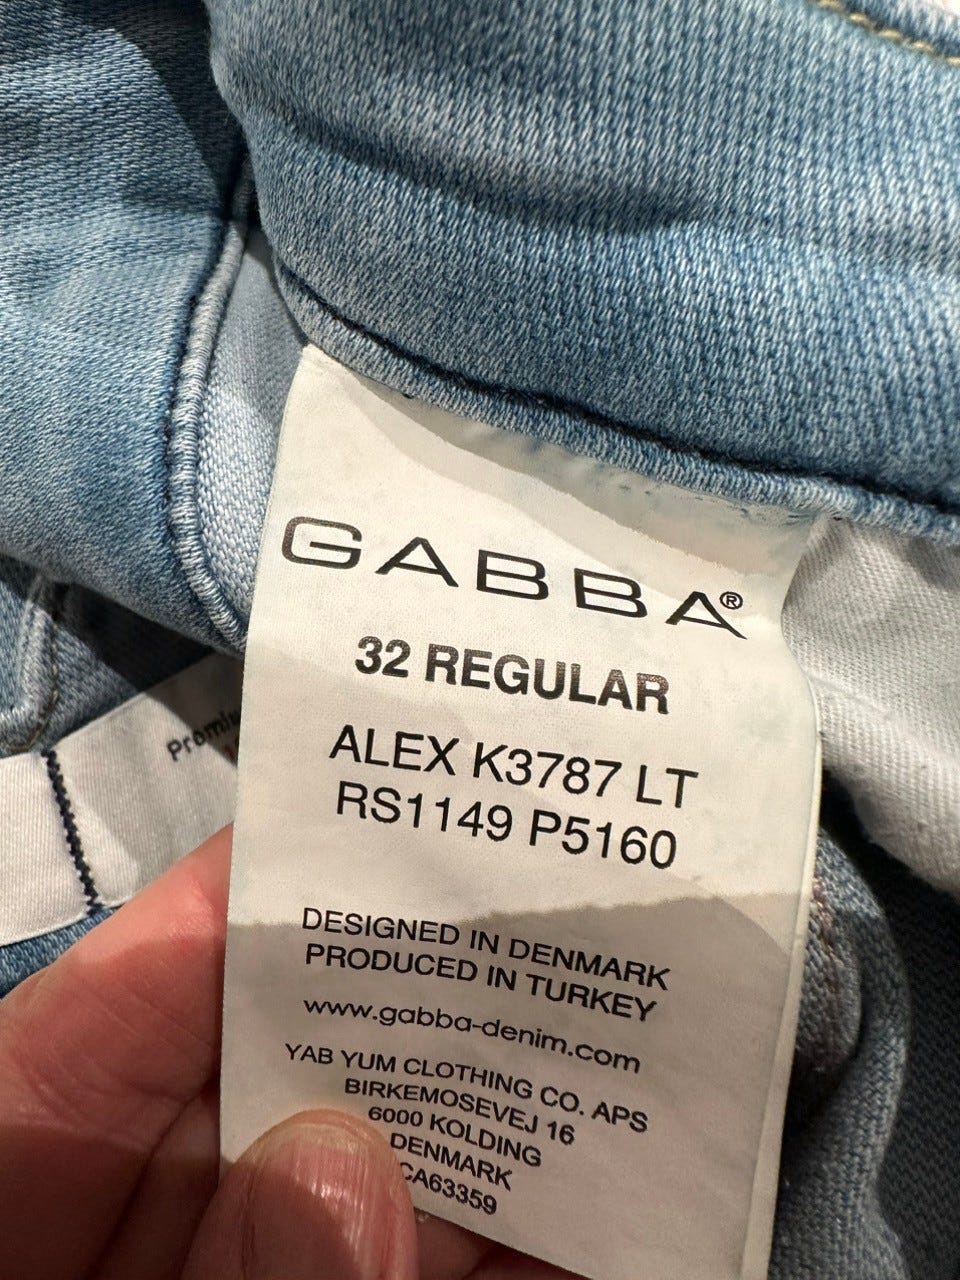 GABBA®
32 REGULAR
ALEX K3787 LT
RS1149 P5160
DESIGNED IN DENMARK
PRODUCED IN TURKEY
www.gabba-denim.com
YAB YUM CLOTHING CO. APS
BIRKEMOSEVEJ 16
6000 KOLDING
DENMARK
CA63359